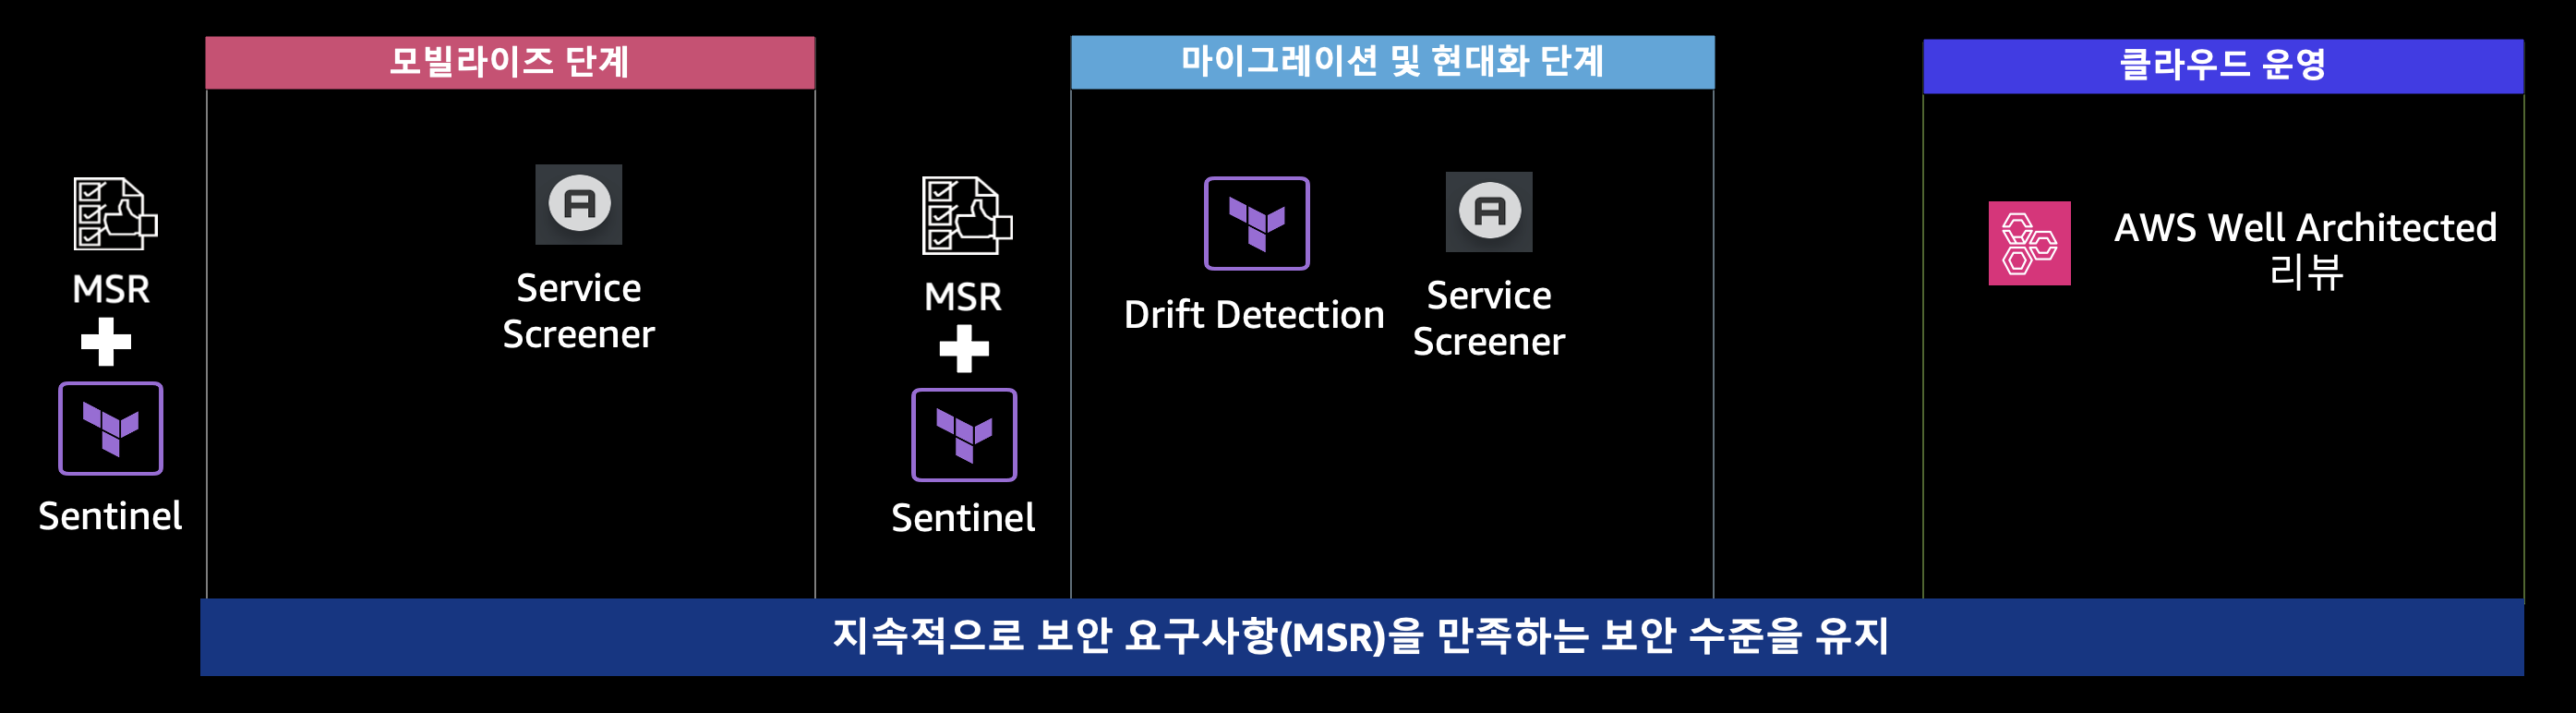 모빌라이즈 단계
마이그레이션 및 현대화 단계
클라우드 운영
MSR
Sentinel
Service
Screener
MSR
Sentinel
Drift Detection
Service
Screener
AWS Well Architected
리뷰
지속적으로 보안 요구사항(MSR)을 만족하는 보안 수준을 유지